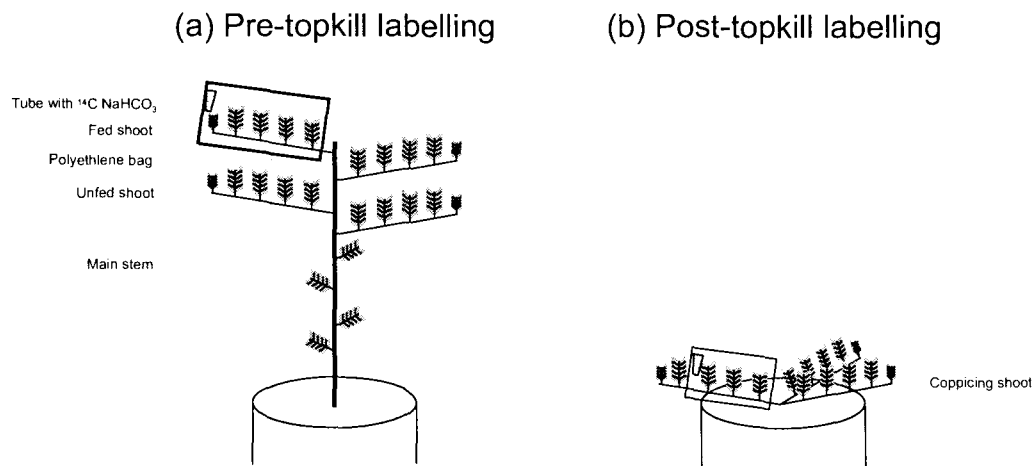 (a) Pre-topkill labelling
(b) Post-topkill labelling
Tube with ¹⁴C NaHCO₃
Fed shoot
Polyethlene bag
Unfed shoot
Main stem
Coppicing shoot